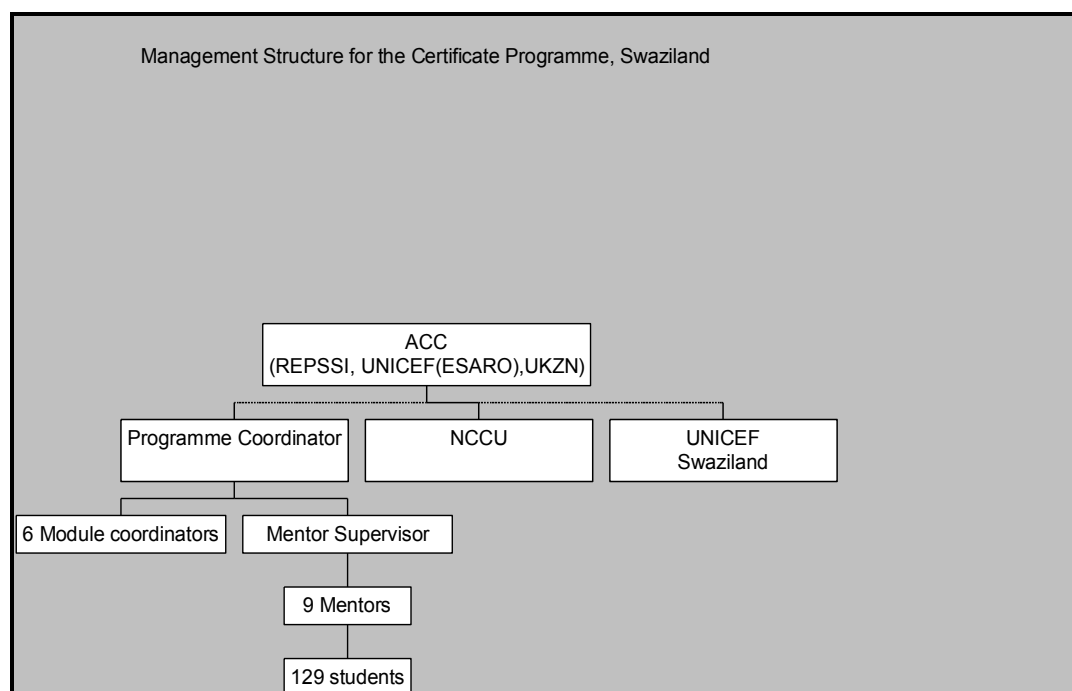 Management Structure for the Certificate Programme, Swaziland
ACC
(REPSSI, UNICEF(ESARO),UKZN)
Programme Coordinator
NCCU
UNICEF
Swaziland
6 Module coordinators
Mentor Supervisor
9 Mentors
129 students